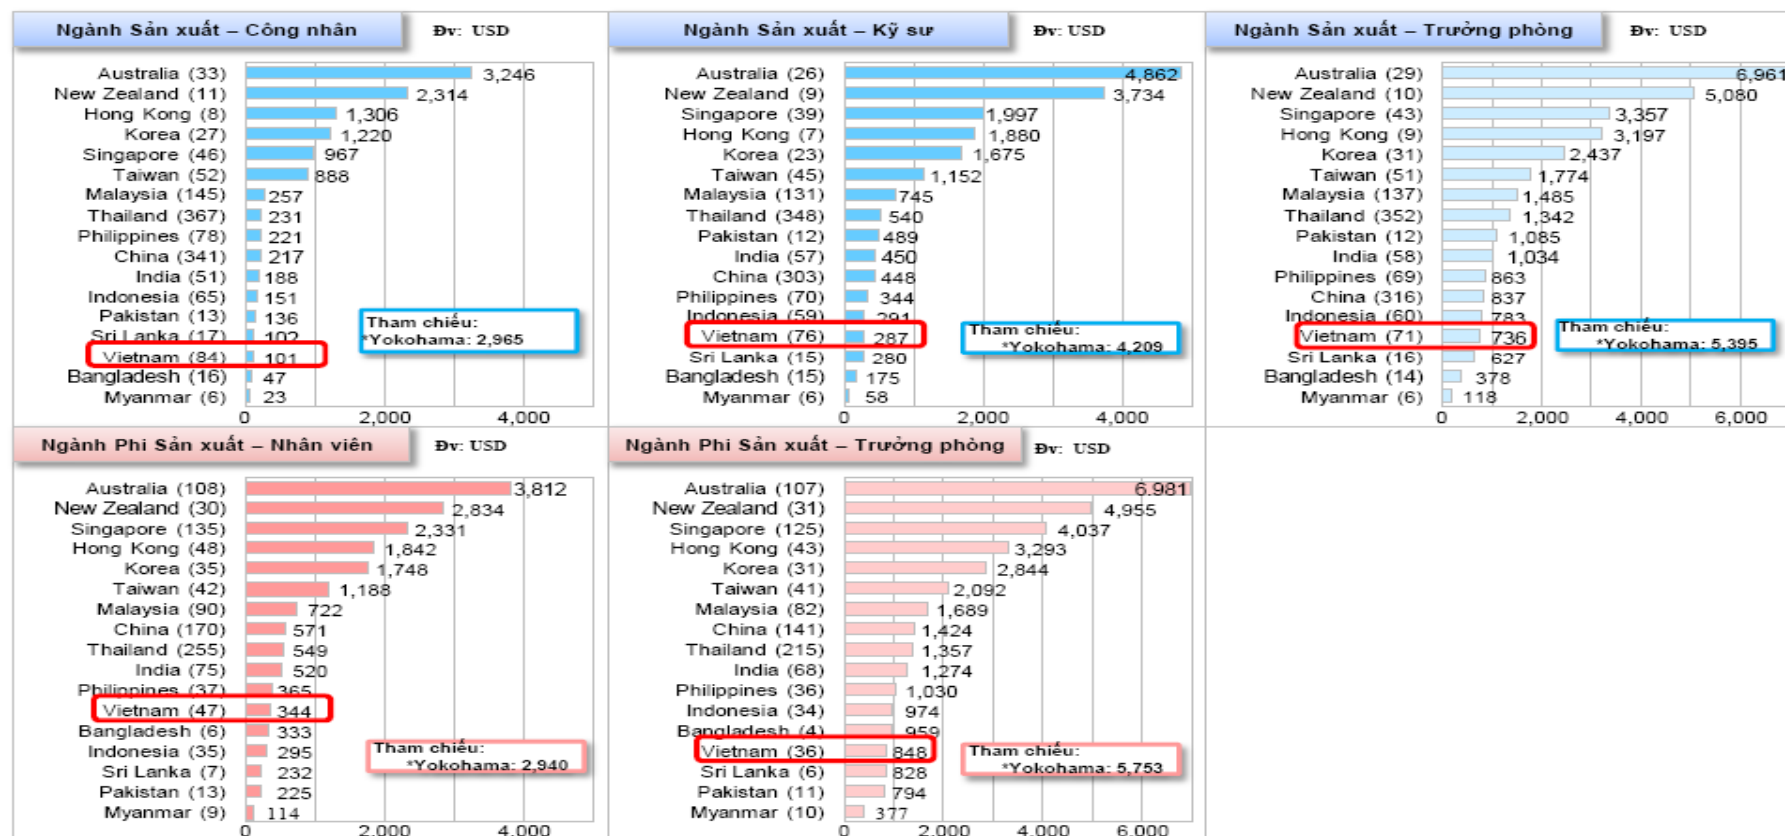 Ngành Sản xuất – Công nhân Đv: USD
Australia (33) 3,246
New Zealand (11) 2,314
Hong Kong (8) 1,306
Korea (27) 1,220
Singapore (46) 967
Taiwan (52) 888
Malaysia (145) 257
Thailand (367) 231
Philippines (78) 221
China (341) 217
India (51) 188
Indonesia (65) 151
Pakistan (13) 136
Sri Lanka (17) 102
Vietnam (84) 101
Bangladesh (16) 47
Myanmar (6) 23
Tham chiếu:
*Yokohama: 2,965
0 2,000 4,000
Ngành Sản xuất – Kỹ sư Đv: USD
Australia (26) 4,862
New Zealand (9) 3,734
Singapore (39) 1,997
Hong Kong (7) 1,880
Korea (23) 1,675
Taiwan (45) 1,152
Malaysia (131) 745
Thailand (348) 540
Pakistan (12) 489
India (57) 450
China (303) 448
Philippines (70) 344
Indonesia (59) 291
Vietnam (76) 287
Sri Lanka (15) 280
Bangladesh (15) 175
Myanmar (6) 58
Tham chiếu:
*Yokohama: 4,209
0 2,000 4,000
Ngành Sản xuất – Trưởng phòng Đv: USD
Australia (29) 6,961
New Zealand (10) 5,080
Singapore (43) 3,357
Hong Kong (9) 3,197
Korea (31) 2,437
Taiwan (51) 1,774
Malaysia (137) 1,485
Thailand (352) 1,342
Pakistan (12) 1,085
India (58) 1,034
Philippines (69) 863
China (316) 837
Indonesia (60) 783
Vietnam (71) 736
Sri Lanka (16) 627
Bangladesh (14) 378
Myanmar (6) 118
Tham chiếu:
*Yokohama: 5,395
0 2,000 4,000 6,000
Ngành Phi Sản xuất – Nhân viên Đv: USD
Australia (108) 3,812
New Zealand (30) 2,834
Singapore (135) 2,331
Hong Kong (48) 1,842
Korea (35) 1,748
Taiwan (42) 1,188
Malaysia (90) 722
China (170) 571
Thailand (255) 549
India (75) 520
Philippines (37) 365
Vietnam (47) 344
Bangladesh (6) 333
Indonesia (35) 295
Sri Lanka (7) 232
Pakistan (13) 225
Myanmar (9) 114
Tham chiếu:
*Yokohama: 2,940
0 2,000 4,000
Ngành Phi Sản xuất – Trưởng phòng Đv: USD
Australia (107) 6.981
New Zealand (31) 4,955
Singapore (125) 4,037
Hong Kong (43) 3,293
Korea (31) 2,844
Taiwan (41) 2,092
Malaysia (82) 1,689
China (141) 1,424
Thailand (215) 1,357
India (68) 1,274
Philippines (36) 1,030
Indonesia (34) 974
Bangladesh (4) 959
Vietnam (36) 848
Sri Lanka (6) 828
Pakistan (11) 794
Myanmar (10) 377
Tham chiếu:
*Yokohama: 5,753
0 2,000 4,000 6,000